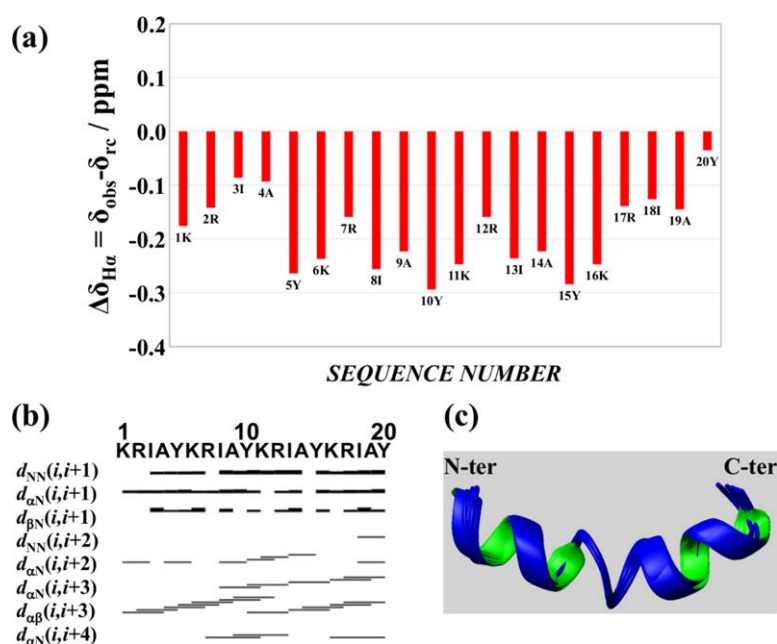 (a)
0.2
0.1
0.0
-0.1
-0.2
-0.3
-0.4
ΔδHα = δobs-δrc / ppm
1K
2R
3I
4A
5Y
6K
7R
8I
9A
10Y
11K
12R
13I
14A
15Y
16K
17R
18I
19A
20Y
SEQUENCE NUMBER
(b)
1 10 20
KRIAYKRIAYKRIAYKRIAY
dNN(i,i+1)
dαN(i,i+1)
dβN(i,i+1)
dNN(i,i+2)
dαN(i,i+2)
dαN(i,i+3)
dαβ(i,i+3)
dαN(i,i+4)
(c)
N-ter C-ter